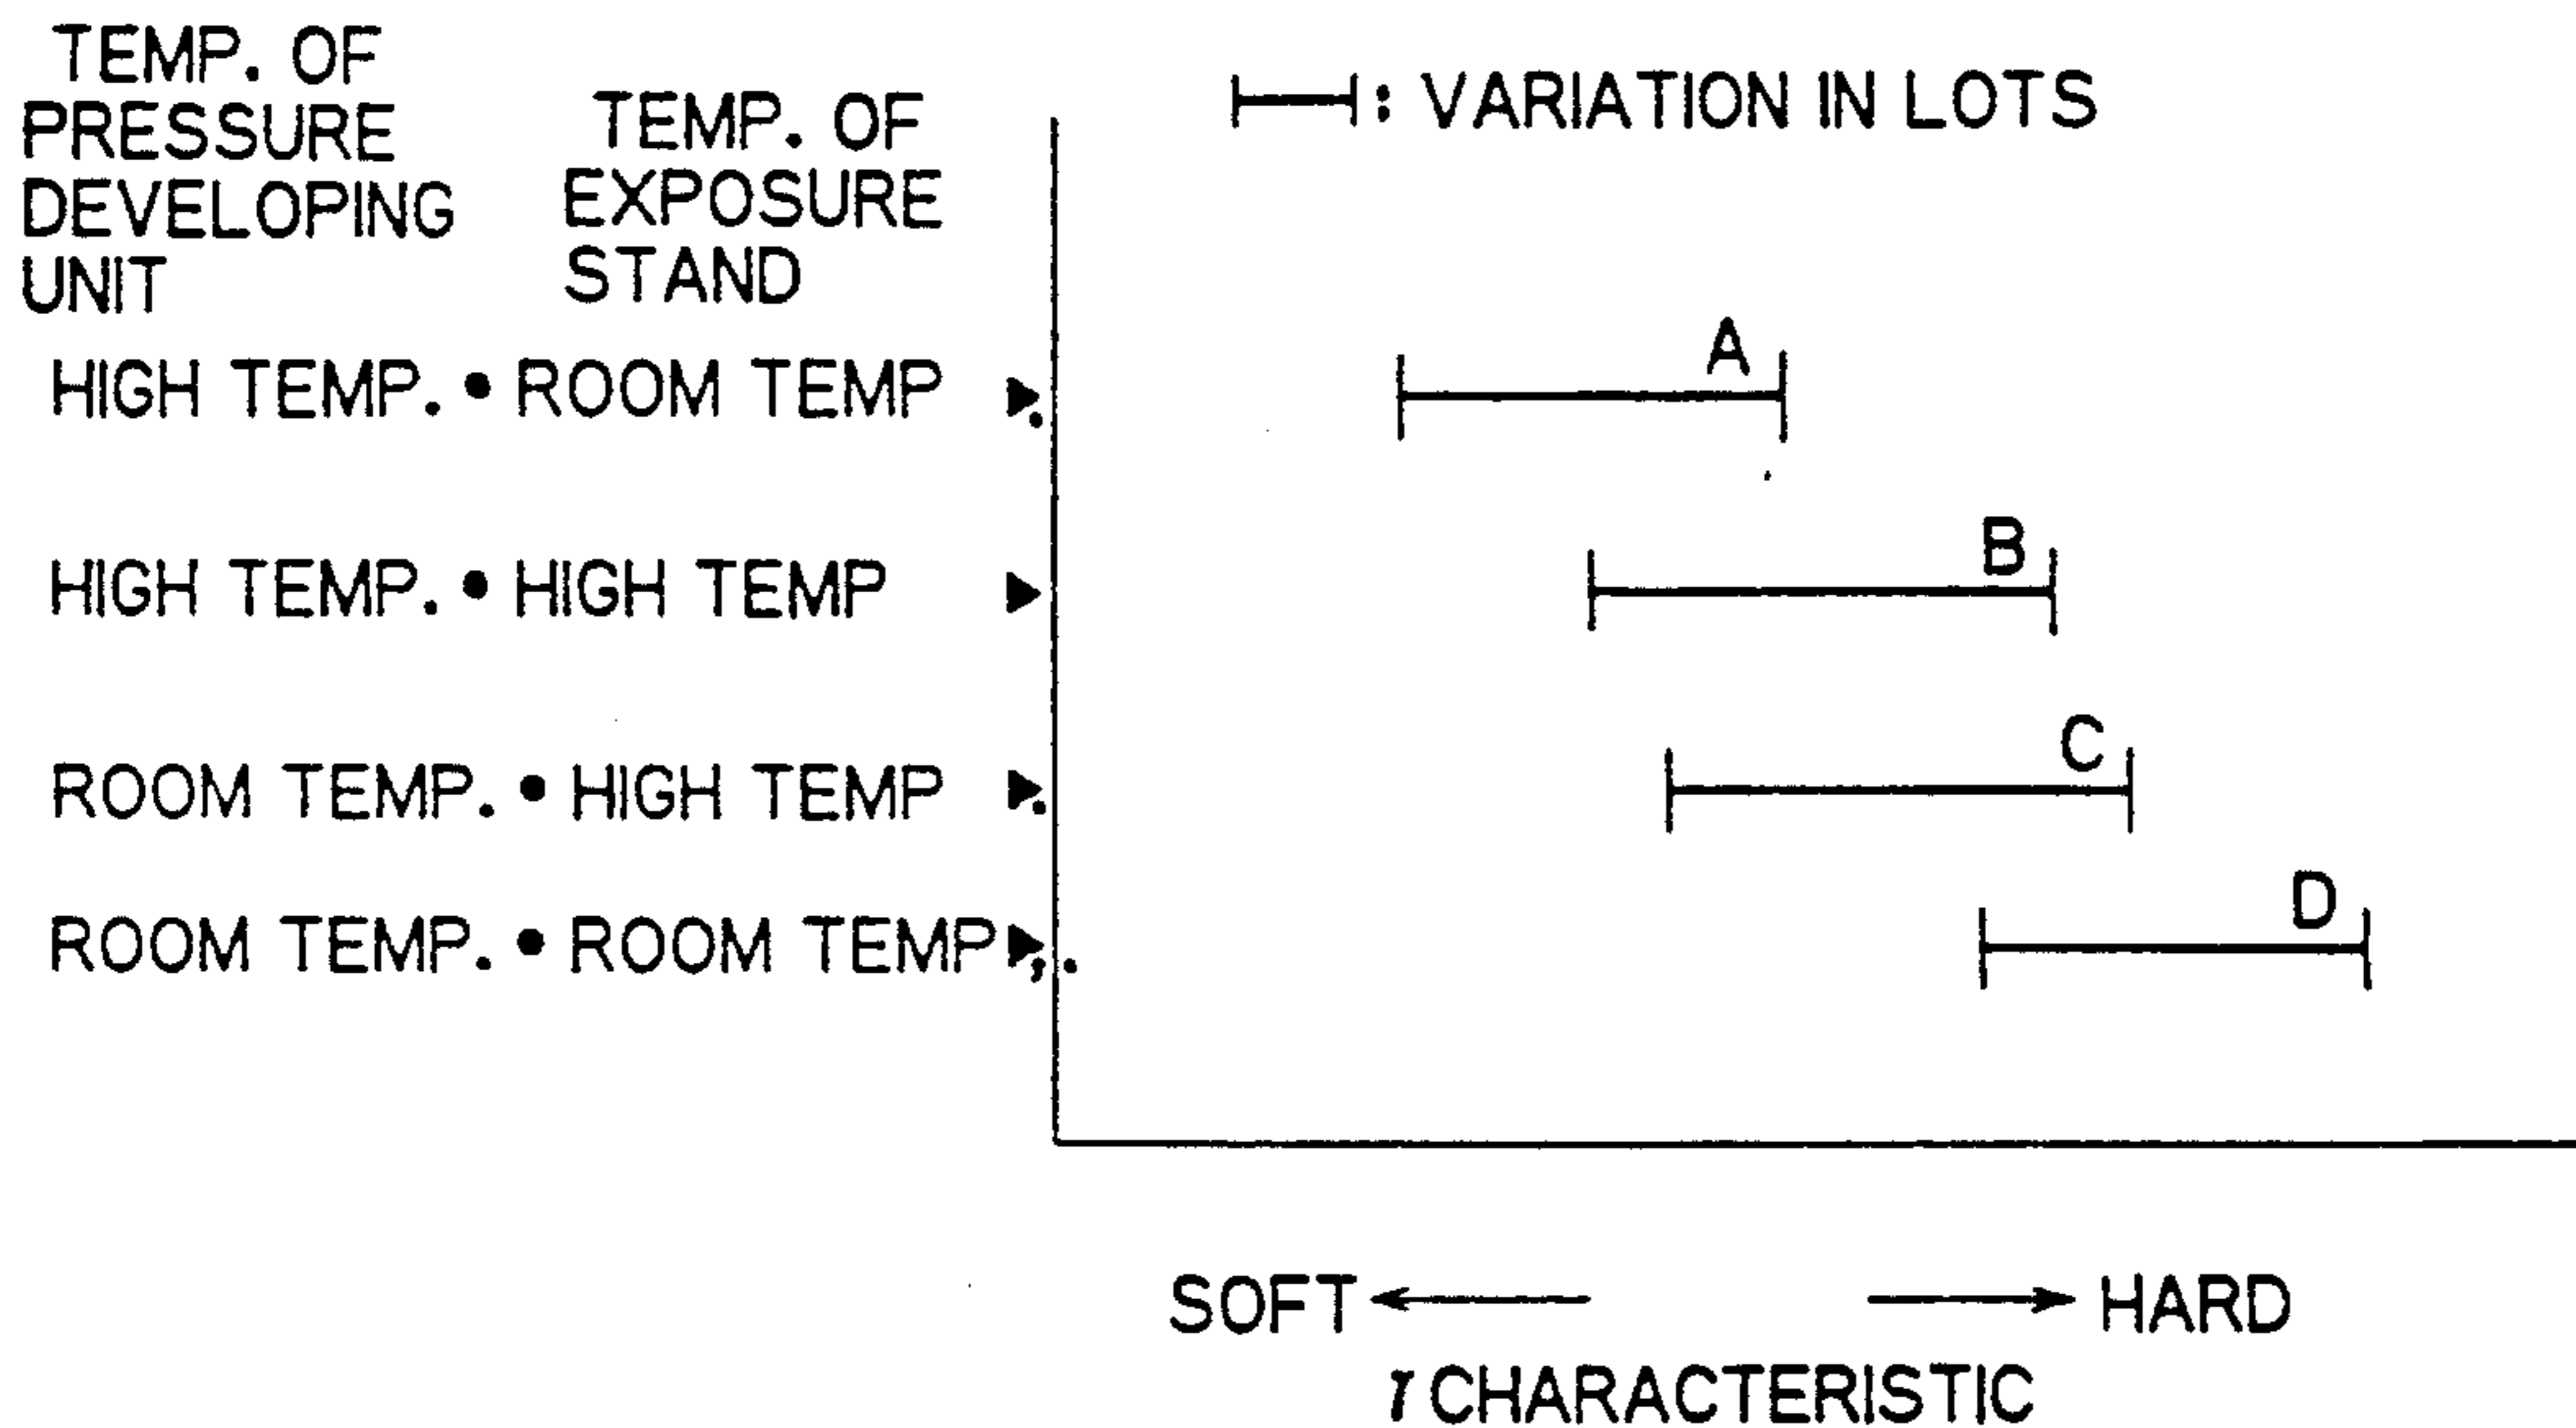 TEMP. OF
PRESSURE
DEVELOPING
UNIT
TEMP. OF
EXPOSURE
STAND
: VARIATION IN LOTS
HIGH TEMP. • ROOM TEMP
A
HIGH TEMP. • HIGH TEMP
B
ROOM TEMP. • HIGH TEMP
C
ROOM TEMP. • ROOM TEMP
D
SOFT ← → HARD
γ CHARACTERISTIC